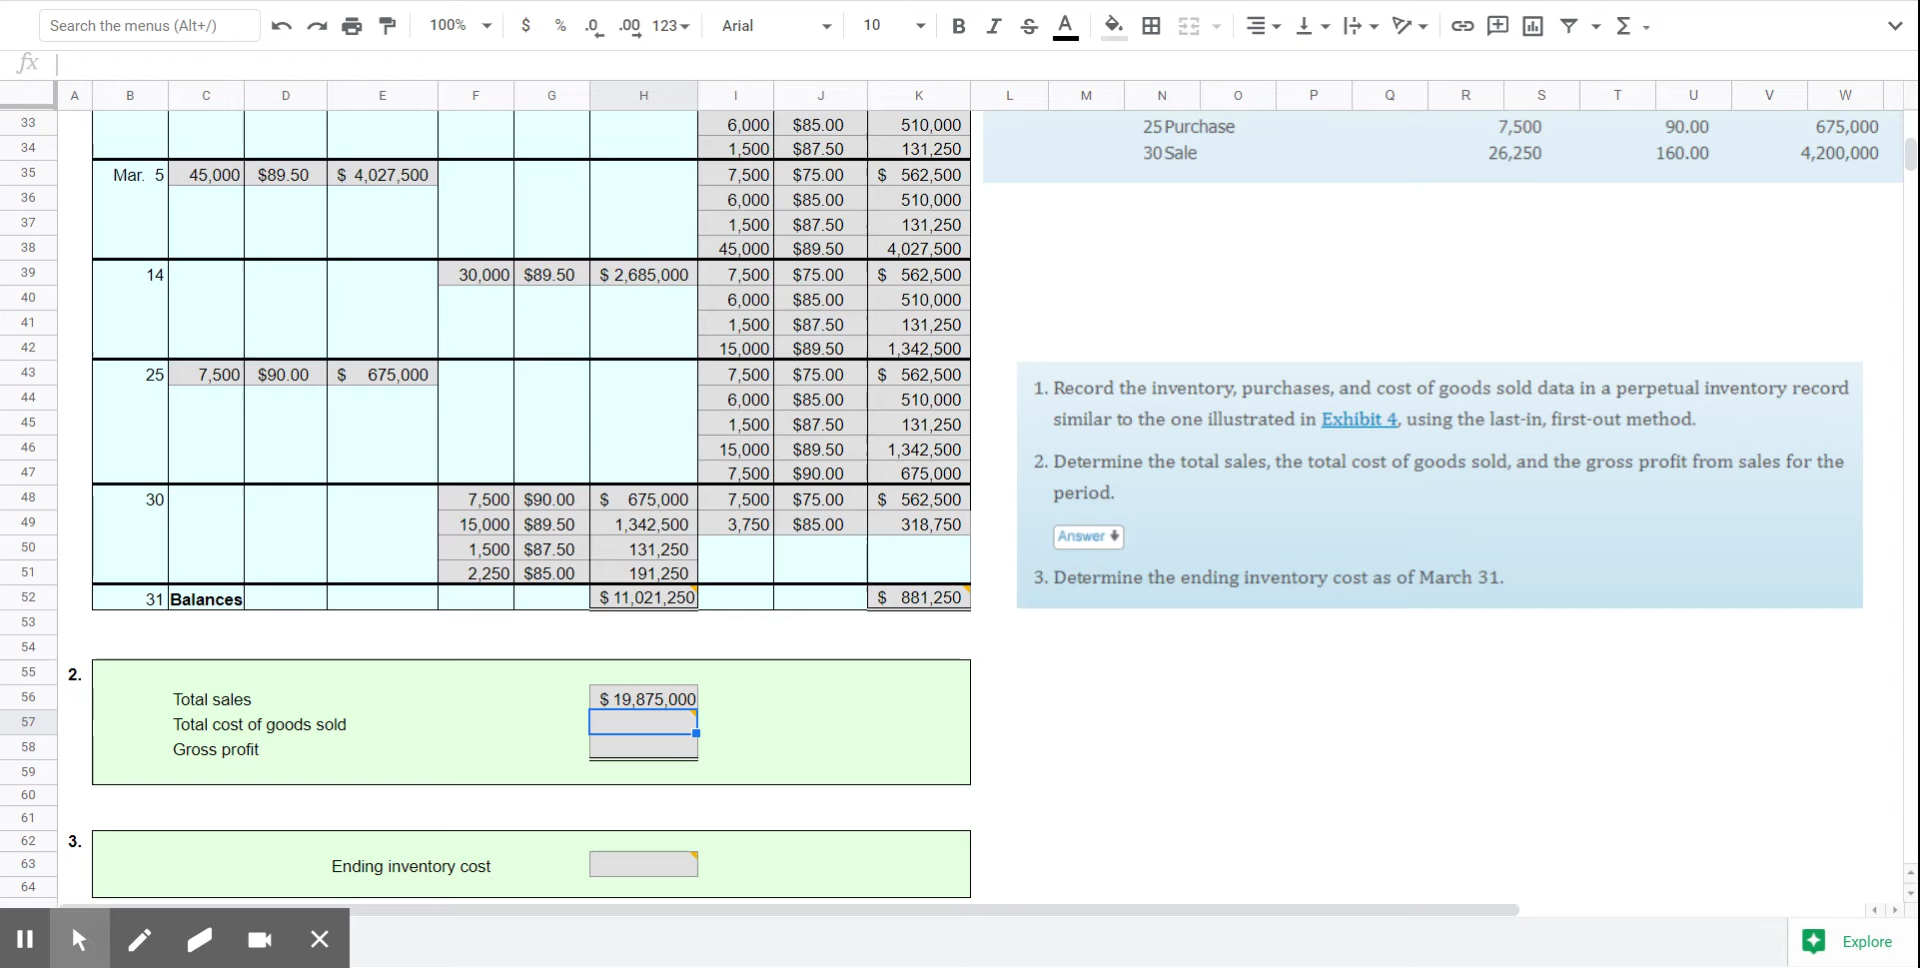 Search the menus (Alt+/) 100% $ % .0 .00 123 Arial 10 B I S A Σ
fx
A B C D E F G H I J K L M N O P Q R S T U V W
33 6,000 $85.00 510,000 25 Purchase 7,500 90.00 675,000
34 1,500 $87.50 131,250 30 Sale 26,250 160.00 4,200,000
35 Mar. 5 45,000 $89.50 $ 4,027,500 7,500 $75.00 $ 562,500
36 6,000 $85.00 510,000
37 1,500 $87.50 131,250
38 45,000 $89.50 4,027,500
39 14 30,000 $89.50 $ 2,685,000 7,500 $75.00 $ 562,500
40 6,000 $85.00 510,000
41 1,500 $87.50 131,250
42 15,000 $89.50 1,342,500
43 25 7,500 $90.00 $ 675,000 7,500 $75.00 $ 562,500
44 6,000 $85.00 510,000
45 1,500 $87.50 131,250
46 15,000 $89.50 1,342,500
47 7,500 $90.00 675,000
48 30 7,500 $90.00 $ 675,000 7,500 $75.00 $ 562,500
49 15,000 $89.50 1,342,500 3,750 $85.00 318,750
50 1,500 $87.50 131,250
51 2,250 $85.00 191,250
52 31 Balances $ 11,021,250 $ 881,250
53
54
55 2.
56 Total sales $ 19,875,000
57 Total cost of goods sold
58 Gross profit
59
60
61
62 3.
63 Ending inventory cost
64
1. Record the inventory, purchases, and cost of goods sold data in a perpetual inventory record
similar to the one illustrated in Exhibit 4, using the last-in, first-out method.
2. Determine the total sales, the total cost of goods sold, and the gross profit from sales for the
period.
Answer
3. Determine the ending inventory cost as of March 31.
Explore